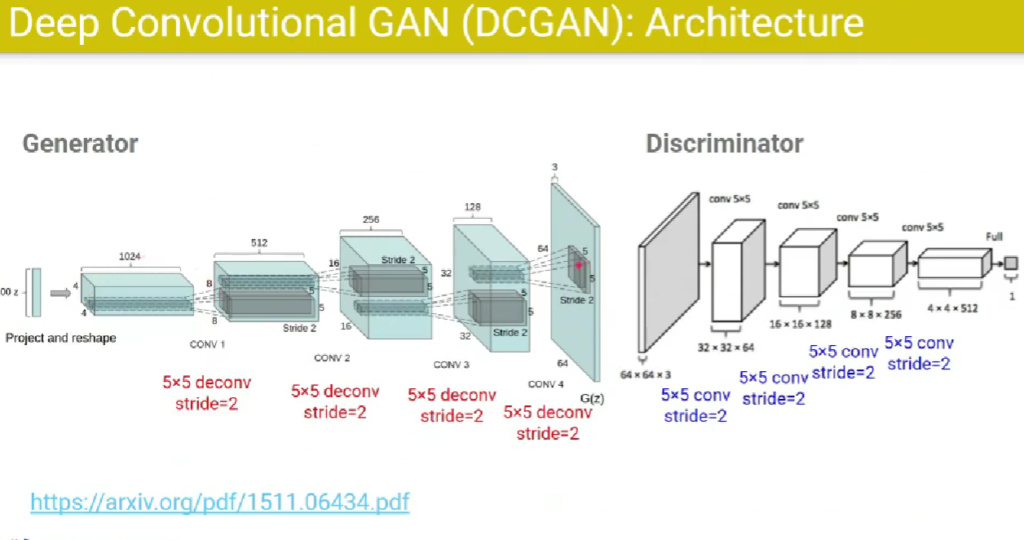 Deep Convolutional GAN (DCGAN): Architecture
Generator
Discriminator
00 z
Project and reshape
4
4
1024
CONV 1
8
8
512
5
5
Stride 2
CONV 2
16
16
256
Stride 2
5
5
CONV 3
32
32
128
5
5
Stride 2
CONV 4
64
64
3
5
5
Stride 2
G(z)
5×5 deconv
stride=2
5×5 deconv
stride=2
5×5 deconv
stride=2
5×5 deconv
stride=2
64 × 64 × 3
conv 5×5
32 × 32 × 64
conv 5×5
16 × 16 × 128
conv 5×5
8 × 8 × 256
conv 5×5
4 × 4 × 512
Full
1
5×5 conv
stride=2
5×5 conv
stride=2
5×5 conv
stride=2
5×5 conv
stride=2
https://arxiv.org/pdf/1511.06434.pdf